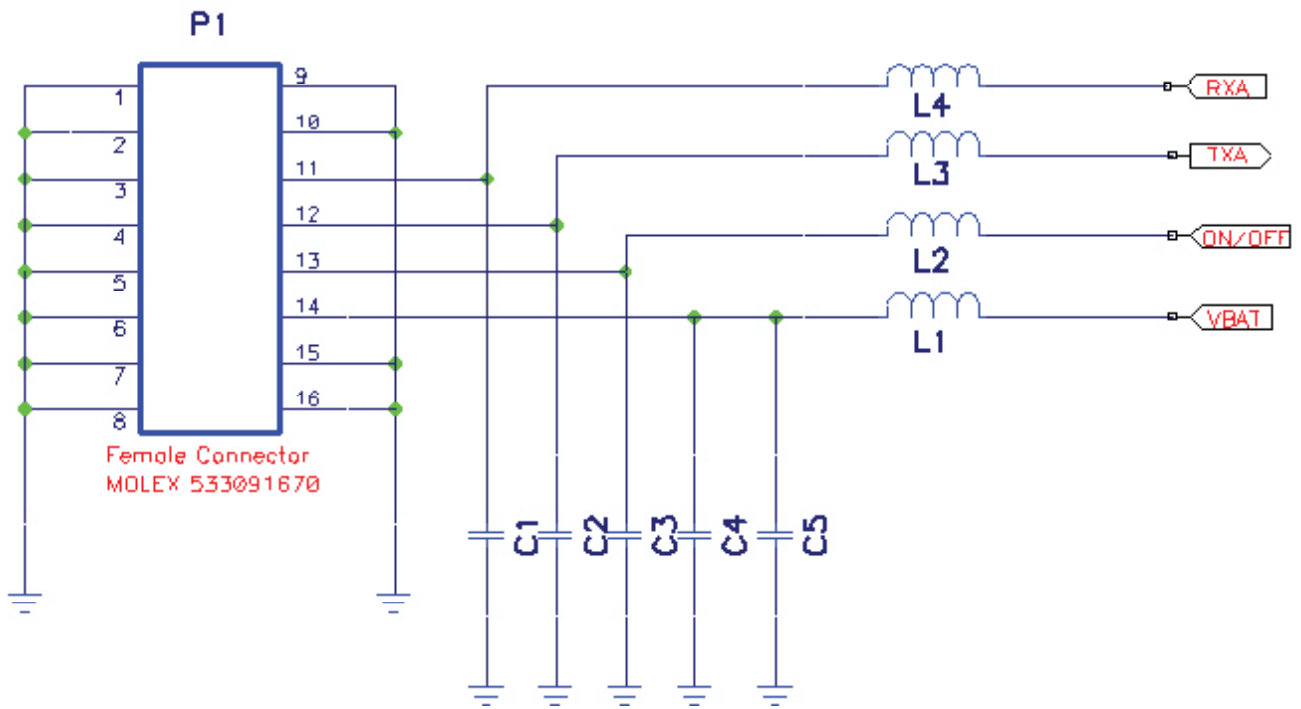 P1
1
2
3
4
5
6
7
8
9
10
11
12
13
14
15
16
Female Connector
MOLEX 533091670
L4
L3
L2
L1
RXA
TXA
ON/OFF
VBAT
C1
C2
C3
C4
C5